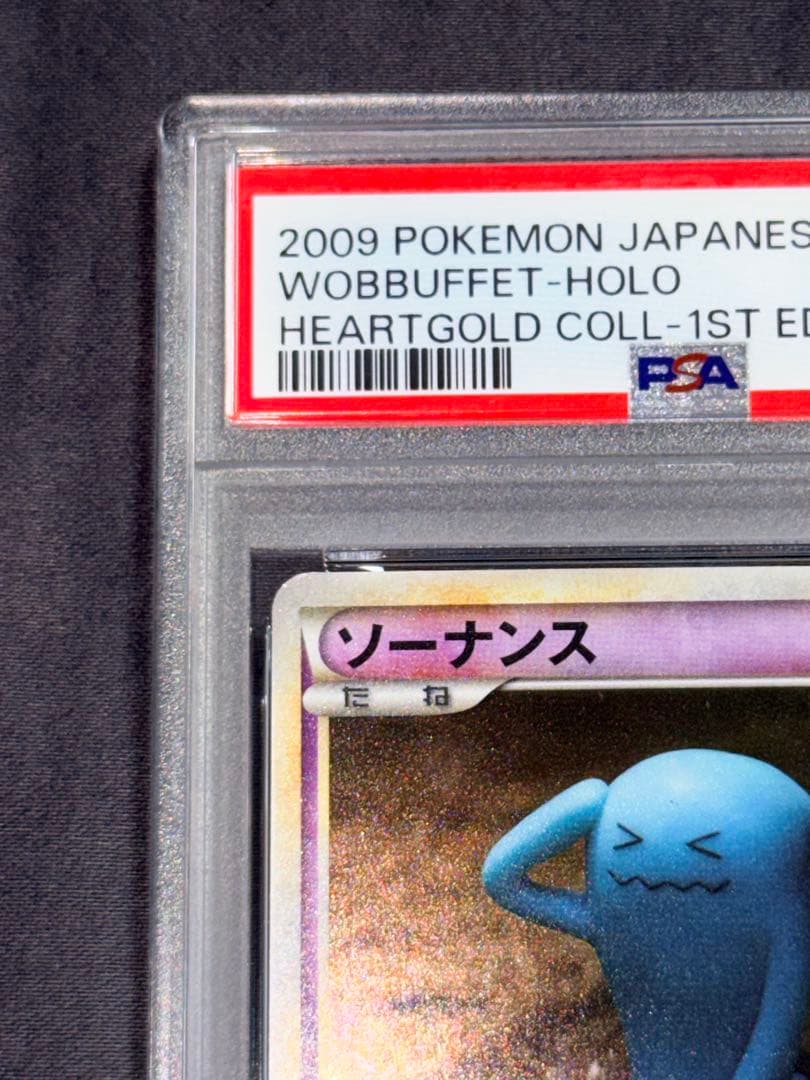 2009 POKEMON JAPANES
WOBBUFFET-HOLO
HEARTGOLD COLL-1ST ED
PSA
ソーナンス
たね